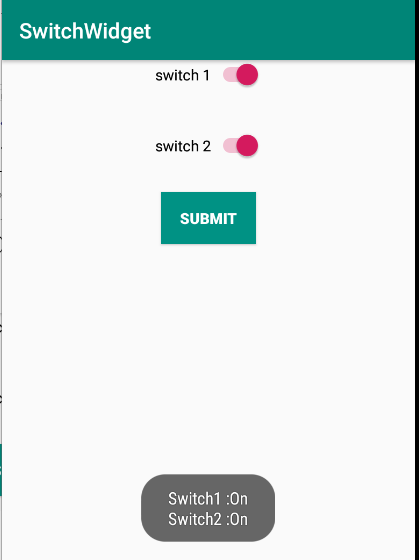 SwitchWidget
switch 1
switch 2
SUBMIT
Switch1 :On
Switch2 :On